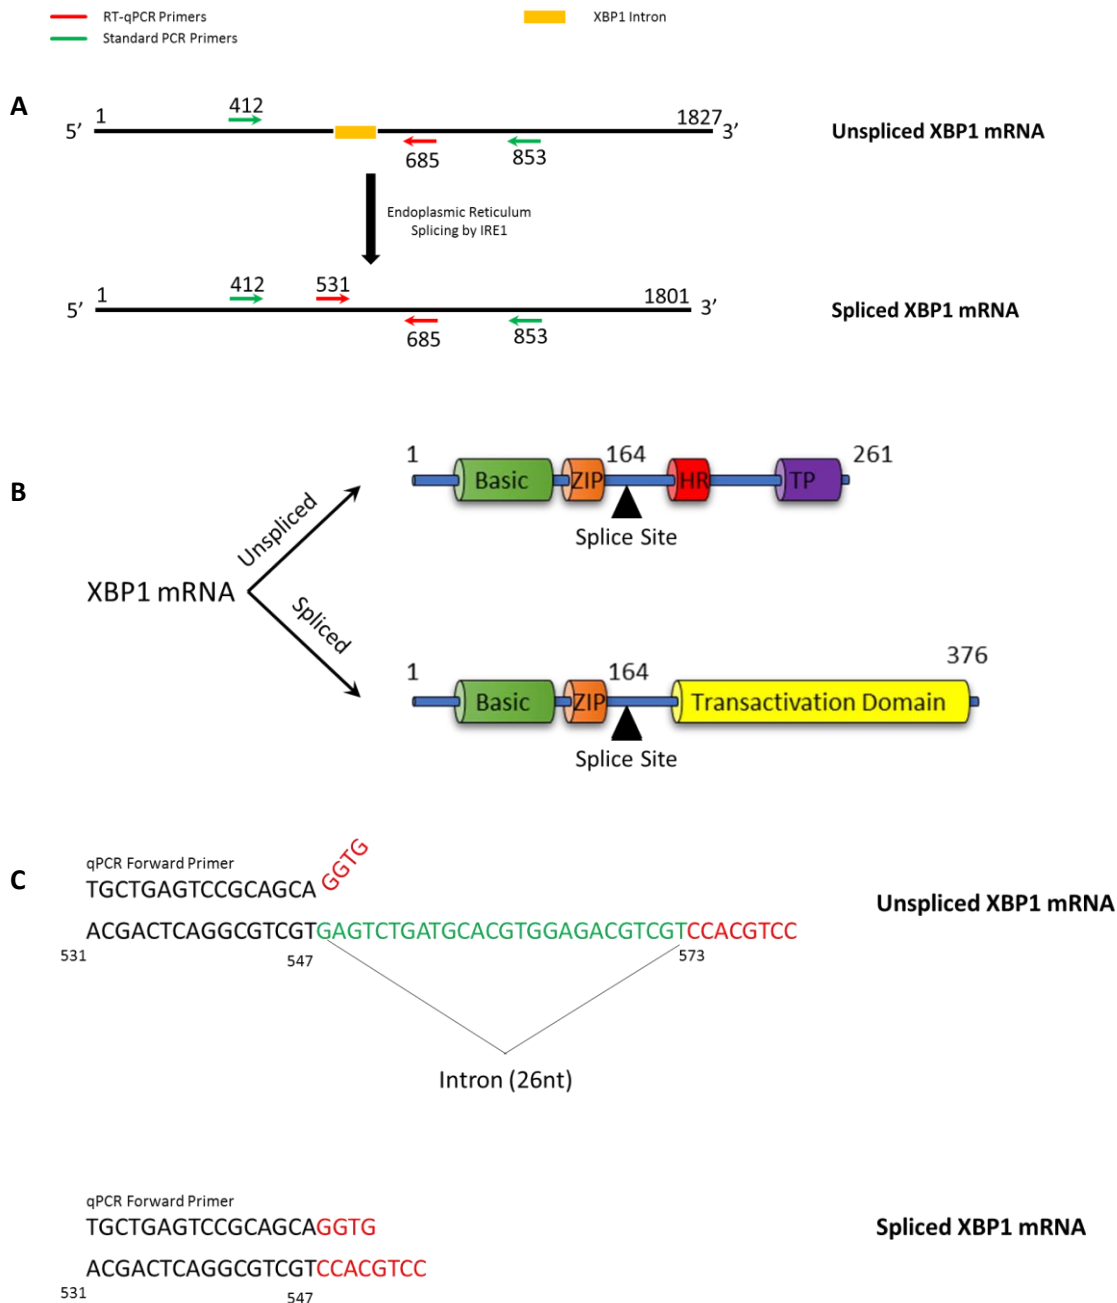 RT-qPCR Primers
XBP1 Intron
Standard PCR Primers
A
412
1
1827
5’
3’
Unspliced XBP1 mRNA
685
853
Endoplasmic Reticulum
Splicing by IRE1
412
531
1
1801
5’
3’
Spliced XBP1 mRNA
685
853
B
1
164
261
Basic
ZIP
HR
TP
Splice Site
Unspliced
XBP1 mRNA
Spliced
1
164
376
Basic
ZIP
Transactivation Domain
Splice Site
C
qPCR Forward Primer
TGCTGAGTCCGCAGCAGGTG
Unspliced XBP1 mRNA
ACGACTCAGGCGTCGTGAGTCTGATGCACGTGGAGACGTCGTCCACGTCC
531
547
573
Intron (26nt)
qPCR Forward Primer
TGCTGAGTCCGCAGCAGGTG
Spliced XBP1 mRNA
ACGACTCAGGCGTCGTCCACGTCC
531
547